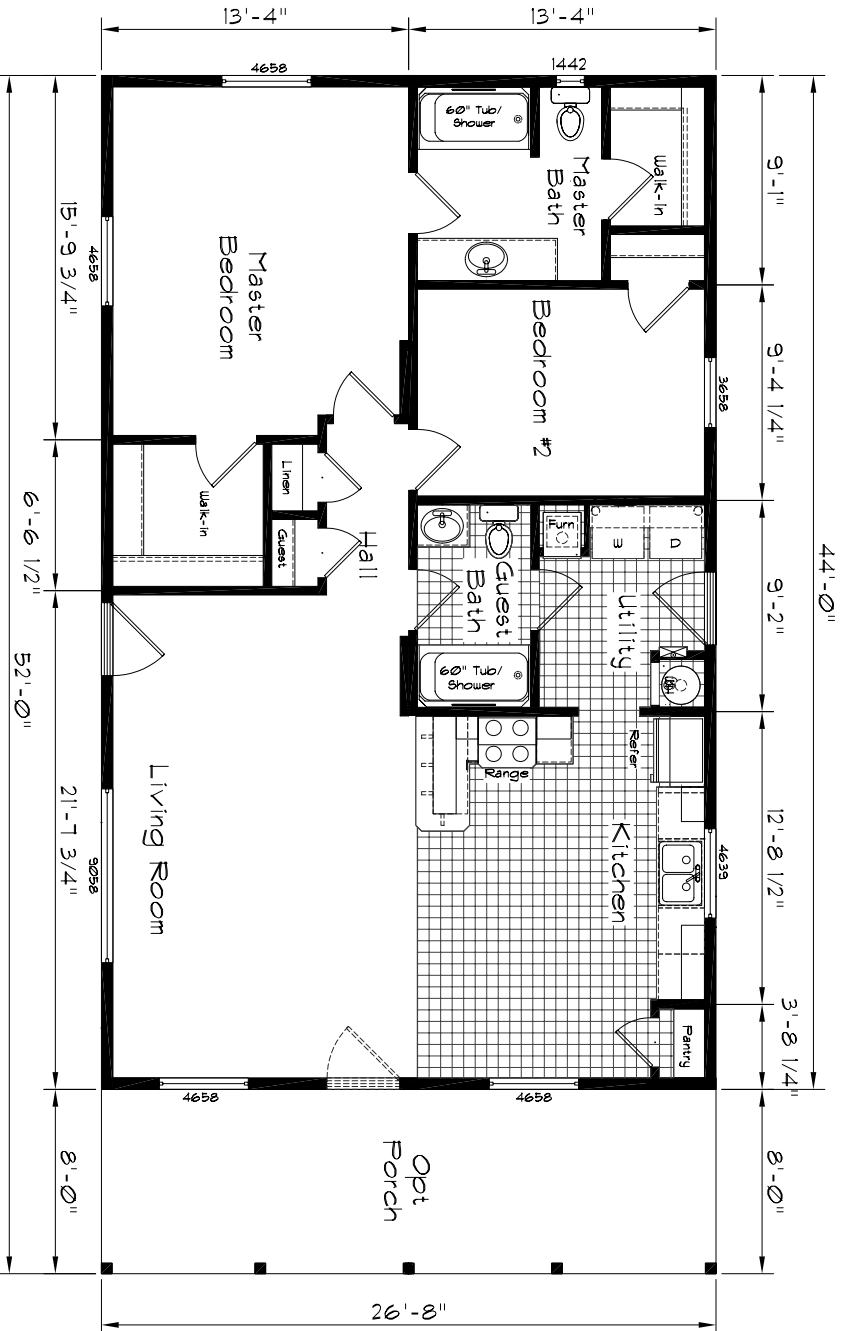 13'-4"
13'-4"
4658
1442
60" Tub/
Shower
Master
Bath
Walk-in
9'-1"
15'-9 3/4"
4658
Master
Bedroom
Bedroom #2
3658
9'-4 1/4"
Linen
Walk-in
Guest
Hall
6'-6 1/2"
Furn
W
D
Guest
Bath
Utility
9'-2"
44'-0"
60" Tub/
Shower
WH
52'-0"
Range
Refer
Living Room
21'-7 3/4"
9058
Kitchen
4639
12'-8 1/2"
Pantry
3'-8 1/4"
4658
4658
Opt
Porch
8'-0"
8'-0"
26'-8"